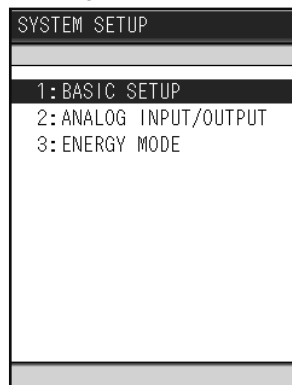 SYSTEM SETUP
1:BASIC SETUP
2:ANALOG INPUT/OUTPUT
3:ENERGY MODE